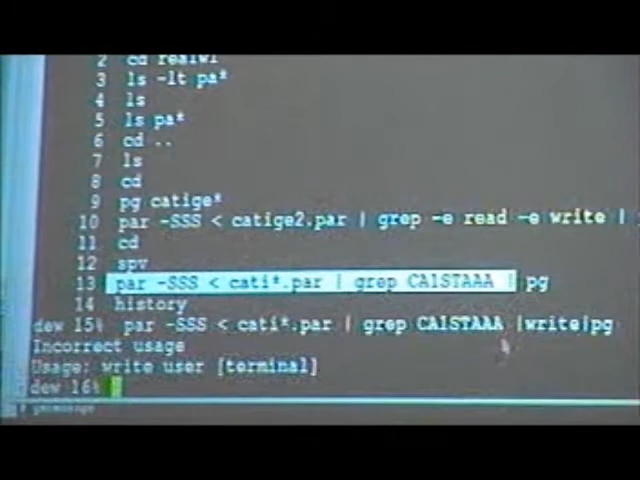 2 cd realwl
3 ls -lt pa*
4 ls
5 ls pa*
6 cd ..
7 ls
8 cd
9 pg catige*
10 par -SSS < catige2.par | grep -e read -e write |
11 cd
12 spv
13 par -SSS < cati*.par | grep CA1STAAA | pg
14 history
dew 15% par -SSS < cati*.par | grep CA1STAAA |write|pg
Incorrect usage
Usage: write user [terminal]
dew 16%